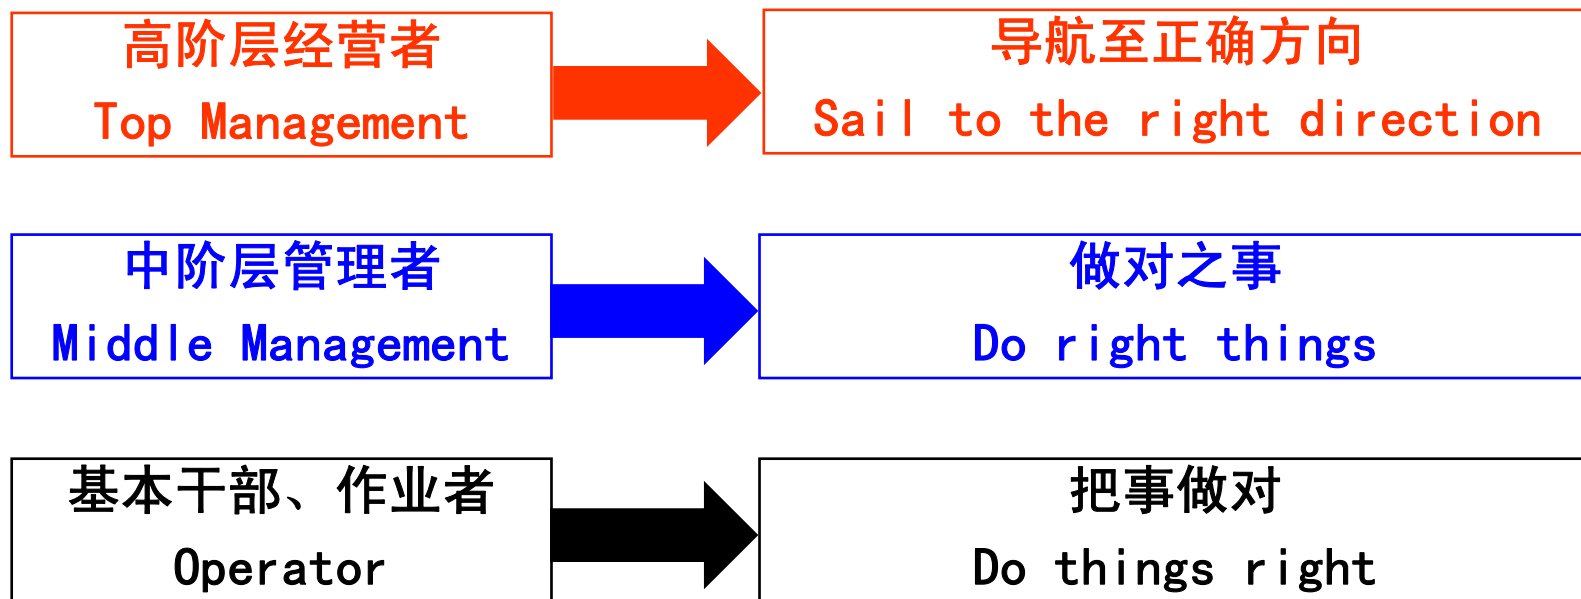 高阶层经营者
Top Management
导航至正确方向
Sail to the right direction
中阶层管理者
Middle Management
做对之事
Do right things
基本干部、作业者
Operator
把事做对
Do things right